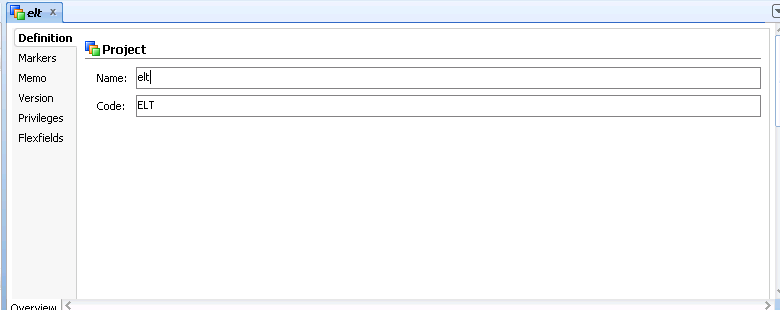 elt x
Definition
Markers
Memo
Version
Privileges
Flexfields
Project
Name: elt
Code: ELT
Overview